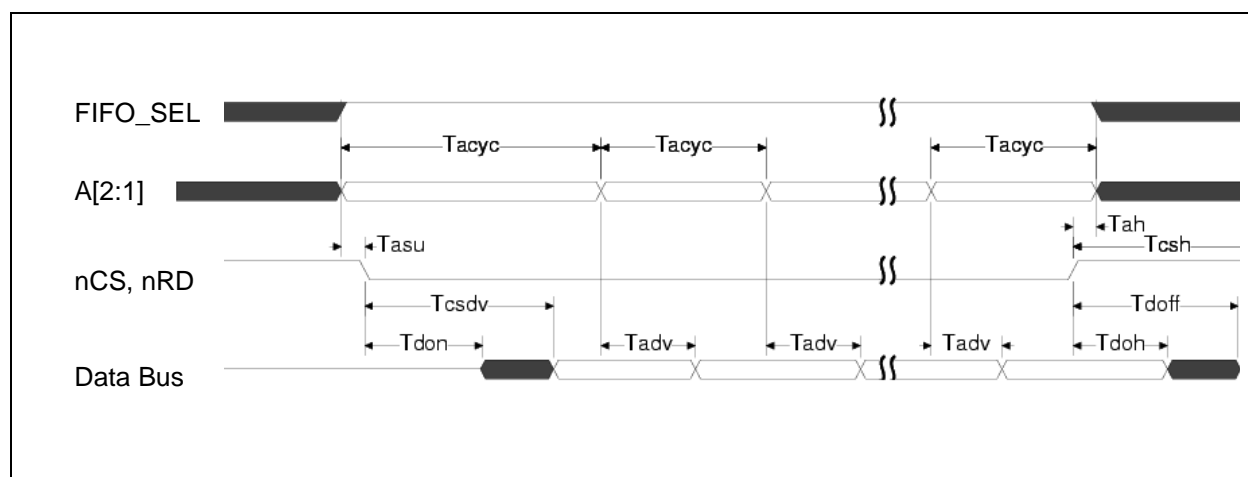 FIFO_SEL
Tacyc Tacyc Tacyc
A[2:1]
Tasu Tah
Tcsh
nCS, nRD
Tcsdv Tdoff
Tdon Tadv Tadv Tadv Tdoh
Data Bus